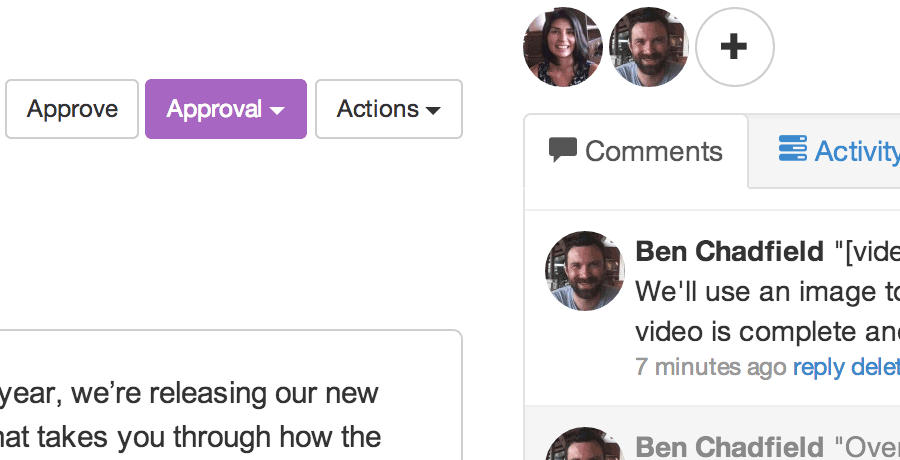 Approve Approval Actions
Comments Activity
Ben Chadfield "[vide
We'll use an image to
video is complete and
7 minutes ago reply delet
year, we’re releasing our new
hat takes you through how the
Ben Chadfield "Over